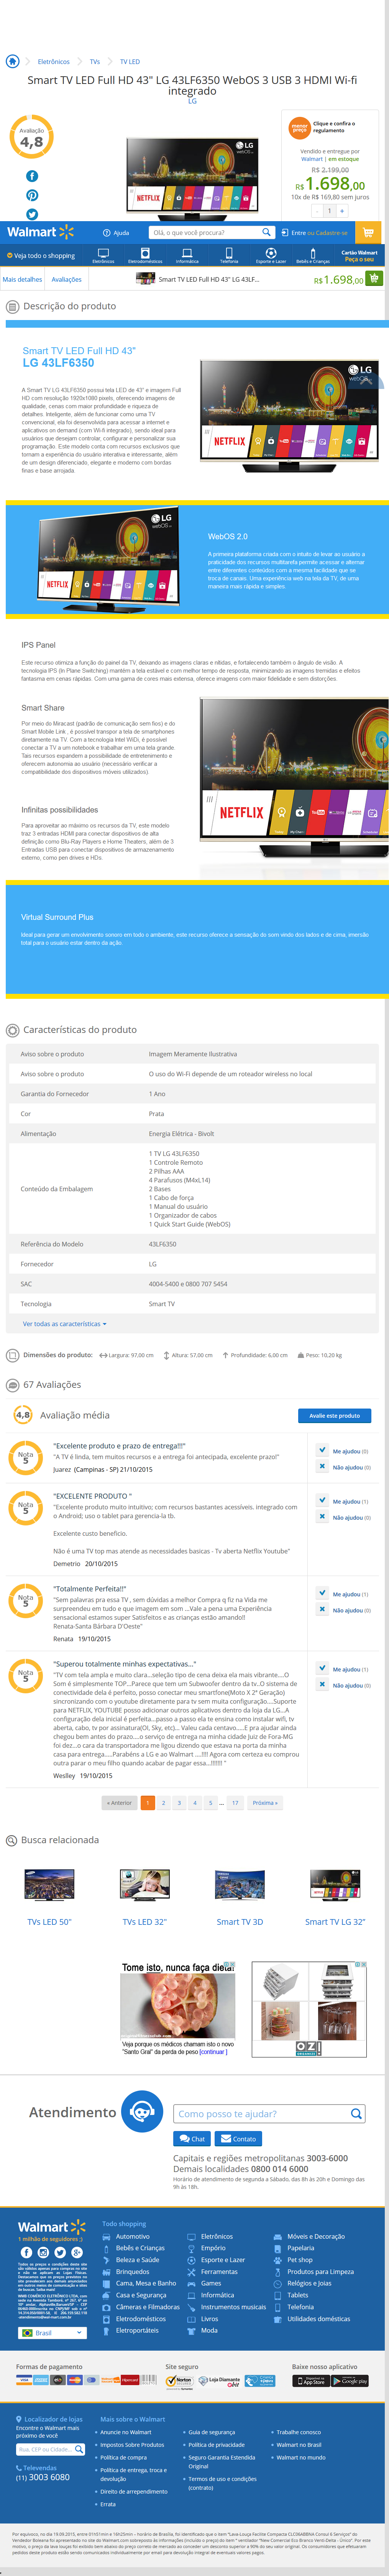 Eletrônicos
TVs
TV LED
Smart TV LED Full HD 43" LG 43LF6350 WebOS 3 USB 3 HDMI Wi-fi
integrado
LG
Avaliação
4,8
menor preço
Clique e confira o
regulamento
Vendido e entregue por
Walmart | em estoque
R$ 2.199,00
R$ 1.698,00
10x de R$ 169,80 sem juros
- 1 +
Walmart
Ajuda
Olá, o que você procura?
Entre ou Cadastre-se
Veja todo o shopping
Eletrônicos
Eletrodomésticos
Informática
Telefonia
Esporte e Lazer
Bebês e Crianças
Cartão Walmart
Peça o seu
Mais detalhes
Avaliações
Smart TV LED Full HD 43" LG 43LF...
R$ 1.698,00
Descrição do produto
Smart TV LED Full HD 43"
LG 43LF6350
A Smart TV LG 43LF6350 possui tela LED de 43" e imagem Full
HD com resolução 1920x1080 pixels, oferecendo imagens de
qualidade, cenas com maior profundidade e riqueza de
detalhes. Inteligente, além de funcionar como uma TV
convencional, ela foi desenvolvida para acessar a internet e
aplicativos on demand (com Wi-fi integrado), sendo ideal para
usuários que desejam controlar, configurar e personalizar sua
programação. Este modelo conta com recursos exclusivos que
tornam a experiência do usuário interativa e interessante, além
de um design diferenciado, elegante e moderno com bordas
finais e base arrojada.
WebOS 2.0
A primeira plataforma criada com o intuito de levar ao usuário a
praticidade dos recursos multitarefa permite acessar e alternar
entre diferentes conteúdos com a mesma facilidade que se
troca de canais. Uma experiência web na tela da TV, de uma
maneira mais rápida e simples.
IPS Panel
Este recurso otimiza a função do painel da TV, deixando as imagens claras e nítidas, e fortalecendo também o ângulo de visão. A
tecnologia IPS (In Plane Switching) mantém a tela estável e com melhor tempo de resposta, minimizando as imagens tremidas e efeitos
fantasma em cenas rápidas. Com uma gama de cores mais extensa, oferece imagens com maior fidelidade e sem distorções.
Smart Share
Por meio do Miracast (padrão de comunicação sem fios) e do
Smart Mobile Link , é possível transpor a tela de smartphones
diretamente na TV. Com a tecnologia Intel WiDi, é possível
conectar a TV a um notebook e trabalhar em uma tela grande.
Tais recursos expandem a possibilidade de entretenimento e
oferecem autonomia ao usuário (necessário verificar a
compatibilidade dos dispositivos móveis utilizados).
Infinitas possibilidades
Para aproveitar ao máximo os recursos da TV, este modelo
traz 3 entradas HDMI para conectar dispositivos de alta
definição como Blu-Ray Players e Home Theaters, além de 3
Entradas USB para conectar dispositivos de armazenamento
externo, como pen drives e HDs.
Virtual Surround Plus
Ideal para gerar um envolvimento sonoro em todo o ambiente, este recurso oferece a sensação do som vindo dos lados e de cima, imersão
total para o usuário estar dentro da ação.
Características do produto
Aviso sobre o produto Imagem Meramente Ilustrativa
Aviso sobre o produto O uso do Wi-Fi depende de um roteador wireless no local
Garantia do Fornecedor 1 Ano
Cor Prata
Alimentação Energia Elétrica - Bivolt
Conteúdo da Embalagem
1 TV LG 43LF6350
1 Controle Remoto
2 Pilhas AAA
4 Parafusos (M4xL14)
2 Bases
1 Cabo de força
1 Manual do usuário
1 Organizador de cabos
1 Quick Start Guide (WebOS)
Referência do Modelo 43LF6350
Fornecedor LG
SAC 4004-5400 e 0800 707 5454
Tecnologia Smart TV
Ver todas as características
Dimensões do produto: Largura: 97,00 cm Altura: 57,00 cm Profundidade: 6,00 cm Peso: 10,20 kg
67 Avaliações
4,8 Avaliação média
Avalie este produto
Nota 5
"Excelente produto e prazo de entrega!!!"
"A TV é linda, tem muitos recursos e a entrega foi antecipada, excelente prazo!"
Juarez (Campinas - SP) 21/10/2015
Me ajudou (0)
Não ajudou (0)
Nota 5
"EXCELENTE PRODUTO "
"Excelente produto muito intuitivo; com recursos bastantes acessíveis. integrado com
o Android; uso o tablet para gerencia-la tb.
Excelente custo beneficio.
Não é uma TV top mas atende as necessidades basicas - Tv aberta Netflix Youtube"
Demetrio 20/10/2015
Me ajudou (1)
Não ajudou (0)
Nota 5
"Totalmente Perfeita!!"
"Sem palavras pra essa TV , sem dúvidas a melhor Compra q fiz na Vida me
surpreendeu em tudo e que imagem em som ...Vale a pena uma Experiência
sensacional estamos super Satisfeitos e as crianças estão amando!!
Renata-Santa Bárbara D'Oeste"
Renata 19/10/2015
Me ajudou (1)
Não ajudou (0)
Nota 5
"Superou totalmente minhas expectativas..."
"TV com tela ampla e muito clara...seleção tipo de cena deixa ela mais vibrante....O
Som é simplesmente TOP...Parece que tem um Subwoofer dentro da tv..O sistema de
conectividade dela é perfeito, posso conectar meu smartfone(Moto X 2ª Geração)
sincronizando com o youtube diretamente para tv sem muita configuração....Suporte
para NETFLIX, YOUTUBE posso adicionar outros aplicativos dentro da loja da LG...A
configuração dela inicial é perfeita...passo a passo a ela te ensina como instalar wifi, tv
aberta, cabo, tv por assinatura(OI, Sky, etc)... Valeu cada centavo.....E pra ajudar ainda
chegou bem antes do prazo....o serviço de entrega na minha cidade Juiz de Fora-MG
foi dez...o cara da transportadora me ligou dizendo que estava na porta da minha
casa para entrega.....Parabéns a LG e ao Walmart ....!!!! Agora com certeza eu comprou
outra parar o meu filho quando acabar de pagar essa...!!!!!!! "
Weslley 19/10/2015
Me ajudou (1)
Não ajudou (0)
« Anterior 1 2 3 4 5 ... 17 Próxima »
Busca relacionada
TVs LED 50"
TVs LED 32"
Smart TV 3D
Smart TV LG 32"
Tome isto, nunca faça dieta!
Veja porque os médicos chamam isto o novo
"Santo Gral" da perda de peso [continuar ]
OZI
Atendimento
Como posso te ajudar?
Chat
Contato
Capitais e regiões metropolitanas 3003-6000
Demais localidades 0800 014 6000
Horário de atendimento de segunda a Sábado. das 8h às 20h e Domingo das
9h às 18h.
Walmart
1 milhão de seguidores :)
Brasil
Todo shopping
Automotivo
Bebês e Crianças
Beleza e Saúde
Brinquedos
Cama, Mesa e Banho
Casa e Segurança
Câmeras e Filmadoras
Eletrodomésticos
Eletroportáteis
Eletrônicos
Empório
Esporte e Lazer
Ferramentas
Games
Informática
Instrumentos musicais
Livros
Moda
Móveis e Decoração
Papelaria
Pet shop
Produtos para Limpeza
Relógios e Joias
Tablets
Telefonia
Utilidades domésticas
Formas de pagamento
Site seguro
Baixe nosso aplicativo
Norton
Loja Diamante
App Store
Google play
Localizador de lojas
Encontre o Walmart mais
próximo de você
Rua, CEP ou Cidade...
Televendas
(11) 3003 6080
Mais sobre o Walmart
Anuncie no Walmart
Impostos Sobre Produtos
Política de compra
Política de entrega, troca e
devolução
Direito de arrependimento
Errata
Guia de segurança
Política de privacidade
Seguro Garantia Estendida
Original
Termos de uso e condições
(contrato)
Trabalhe conosco
Walmart no Brasil
Walmart no mundo